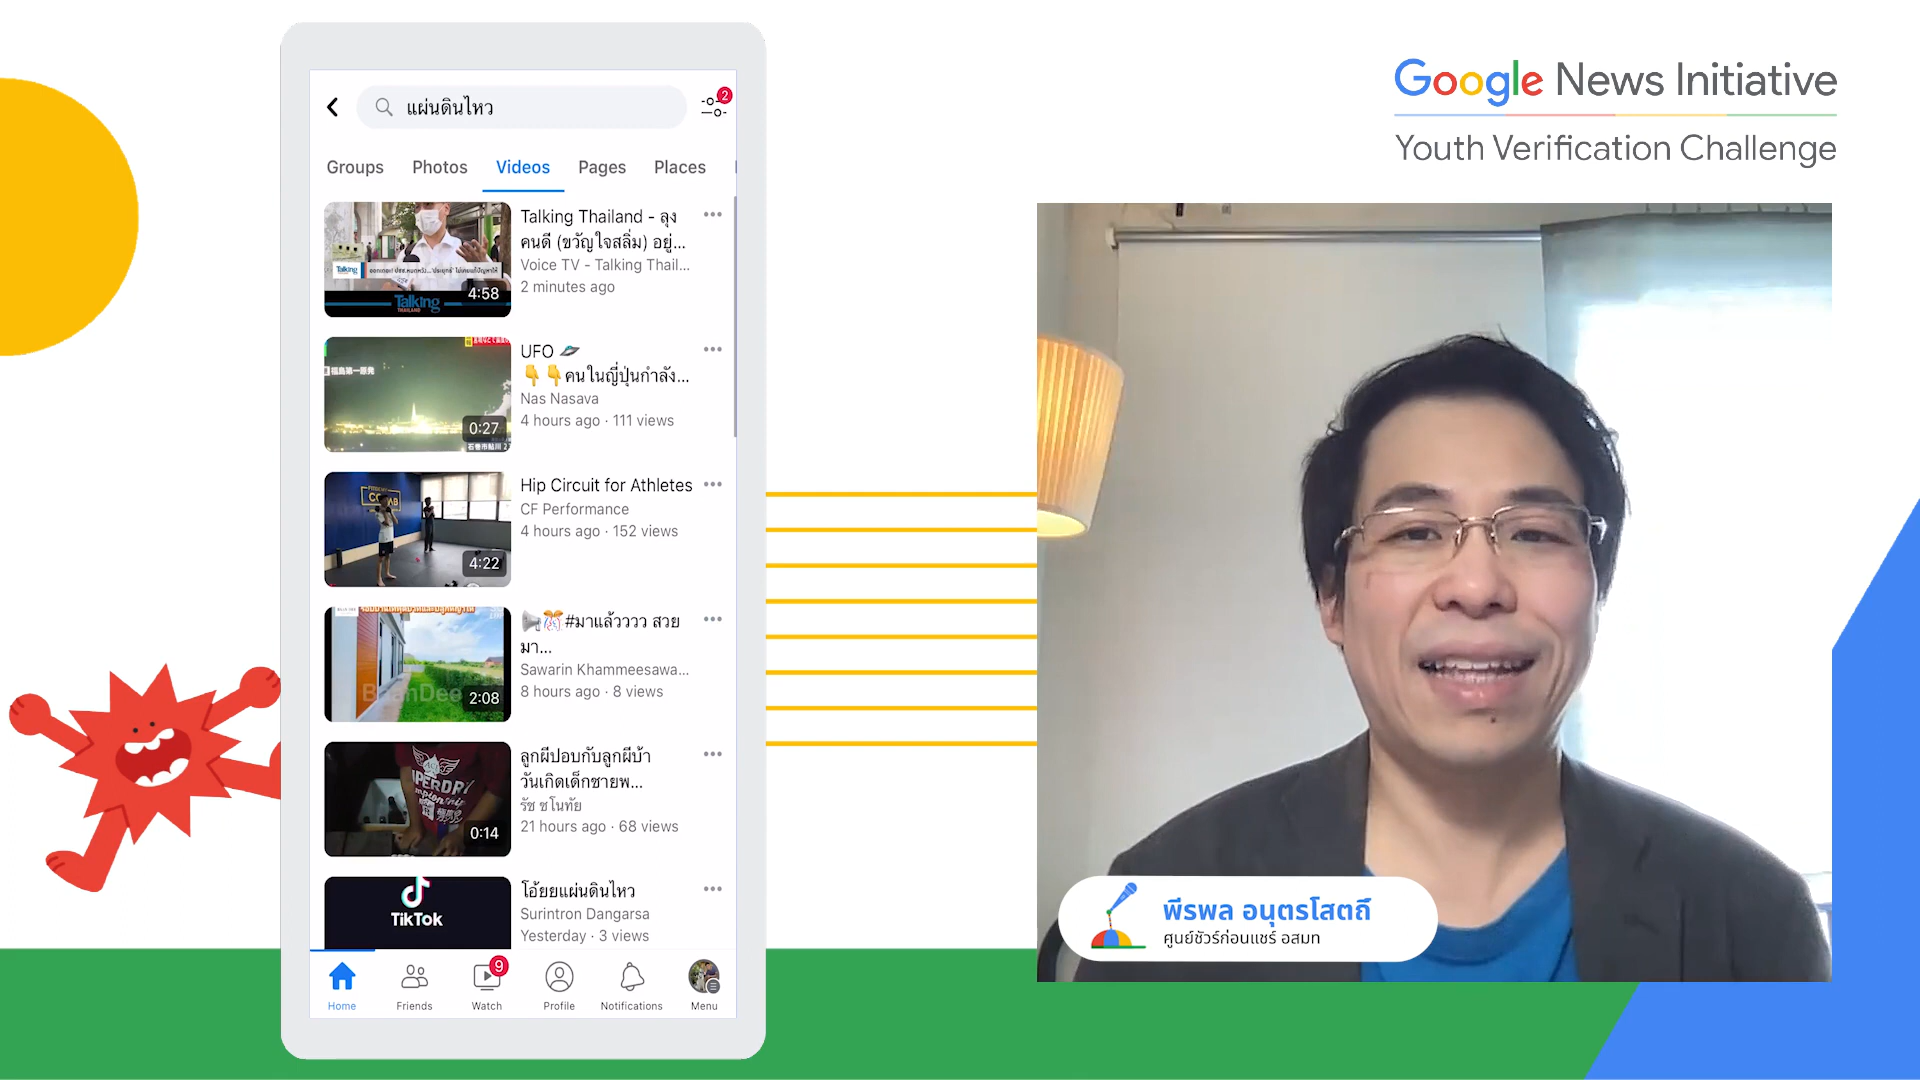 Google News Initiative
Youth Verification Challenge
แผ่นดินไหว
2
Groups
Photos
Videos
Pages
Places
Talking Thailand - ลุง
คนดี (ขวัญใจสลิ่ม) อยู่...
Voice TV - Talking Thail...
2 minutes ago
Talking
THAILAND
4:58
UFO 🛸
👇👇คนในญี่ปุ่นกำลัง...
Nas Nasava
4 hours ago · 111 views
0:27
Hip Circuit for Athletes
CF Performance
4 hours ago · 152 views
4:22
📢🎊#มาแล้วววว สวย
มา...
Sawarin Khammeesawa...
8 hours ago · 8 views
2:08
ลูกผีปอบกับลูกผีบ้า
วันเกิดเด็กชายพ...
รัช ชโนทัย
21 hours ago · 68 views
0:14
โอ้ยยแผ่นดินไหว
Surintron Dangarsa
Yesterday · 3 views
TikTok
Home
Friends
9
Watch
Profile
Notifications
Menu
พีรพล อนุตรโสตถิ์
ศูนย์ชัวร์ก่อนแชร์ อสมท